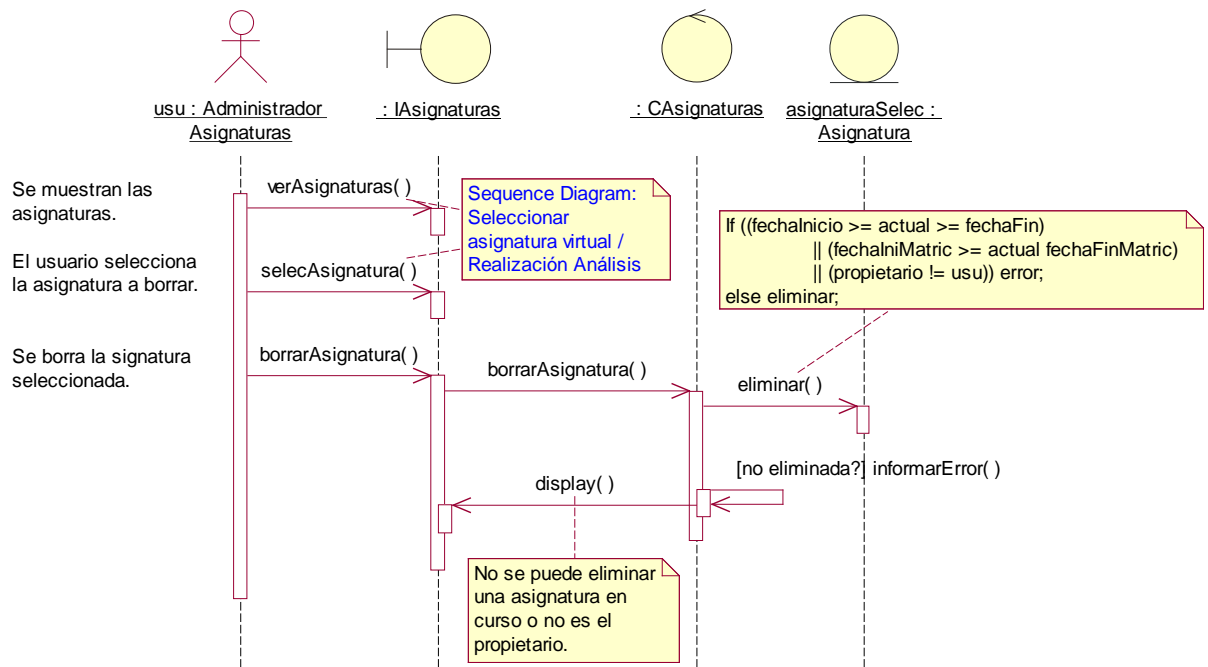 usu : Administrador
Asignaturas
: IAsignaturas
: CAsignaturas
asignaturaSelec :
Asignatura
Se muestran las
asignaturas.
verAsignaturas( )
Sequence Diagram:
Seleccionar
asignatura virtual /
Realización Análisis
If ((fechaInicio >= actual >= fechaFin)
|| (fechaIniMatric >= actual fechaFinMatric)
|| (propietario != usu)) error;
else eliminar;
El usuario selecciona
la asignatura a borrar.
selecAsignatura( )
Se borra la signatura
seleccionada.
borrarAsignatura( )
borrarAsignatura( )
eliminar( )
[no eliminada?] informarError( )
display( )
No se puede eliminar
una asignatura en
curso o no es el
propietario.